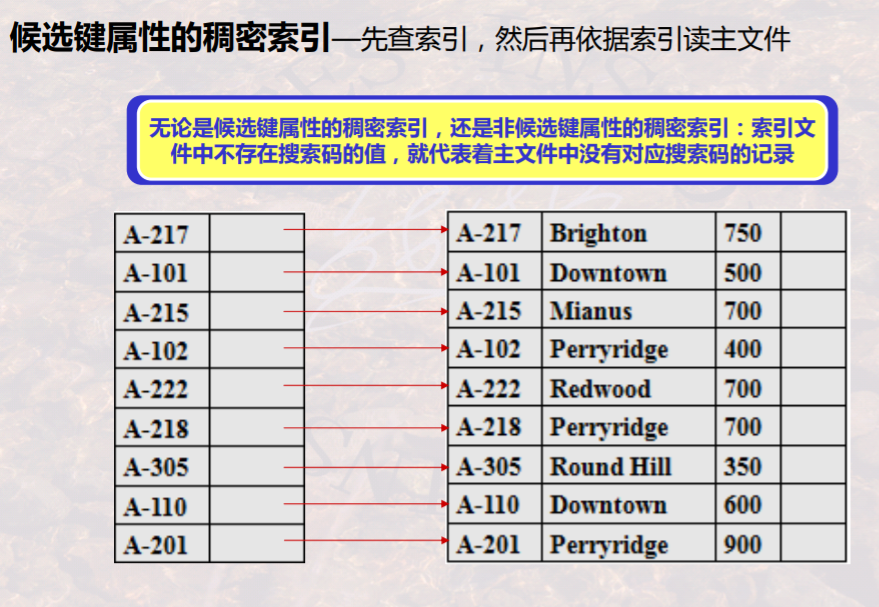 候选键属性的稠密索引—先查索引，然后再依据索引读主文件
无论是候选键属性的稠密索引，还是非候选键属性的稠密索引：索引文
件中不存在搜索码的值，就代表着主文件中没有对应搜索码的记录
A-217 A-217 Brighton 750
A-101 A-101 Downtown 500
A-215 A-215 Mianus 700
A-102 A-102 Perryridge 400
A-222 A-222 Redwood 700
A-218 A-218 Perryridge 700
A-305 A-305 Round Hill 350
A-110 A-110 Downtown 600
A-201 A-201 Perryridge 900